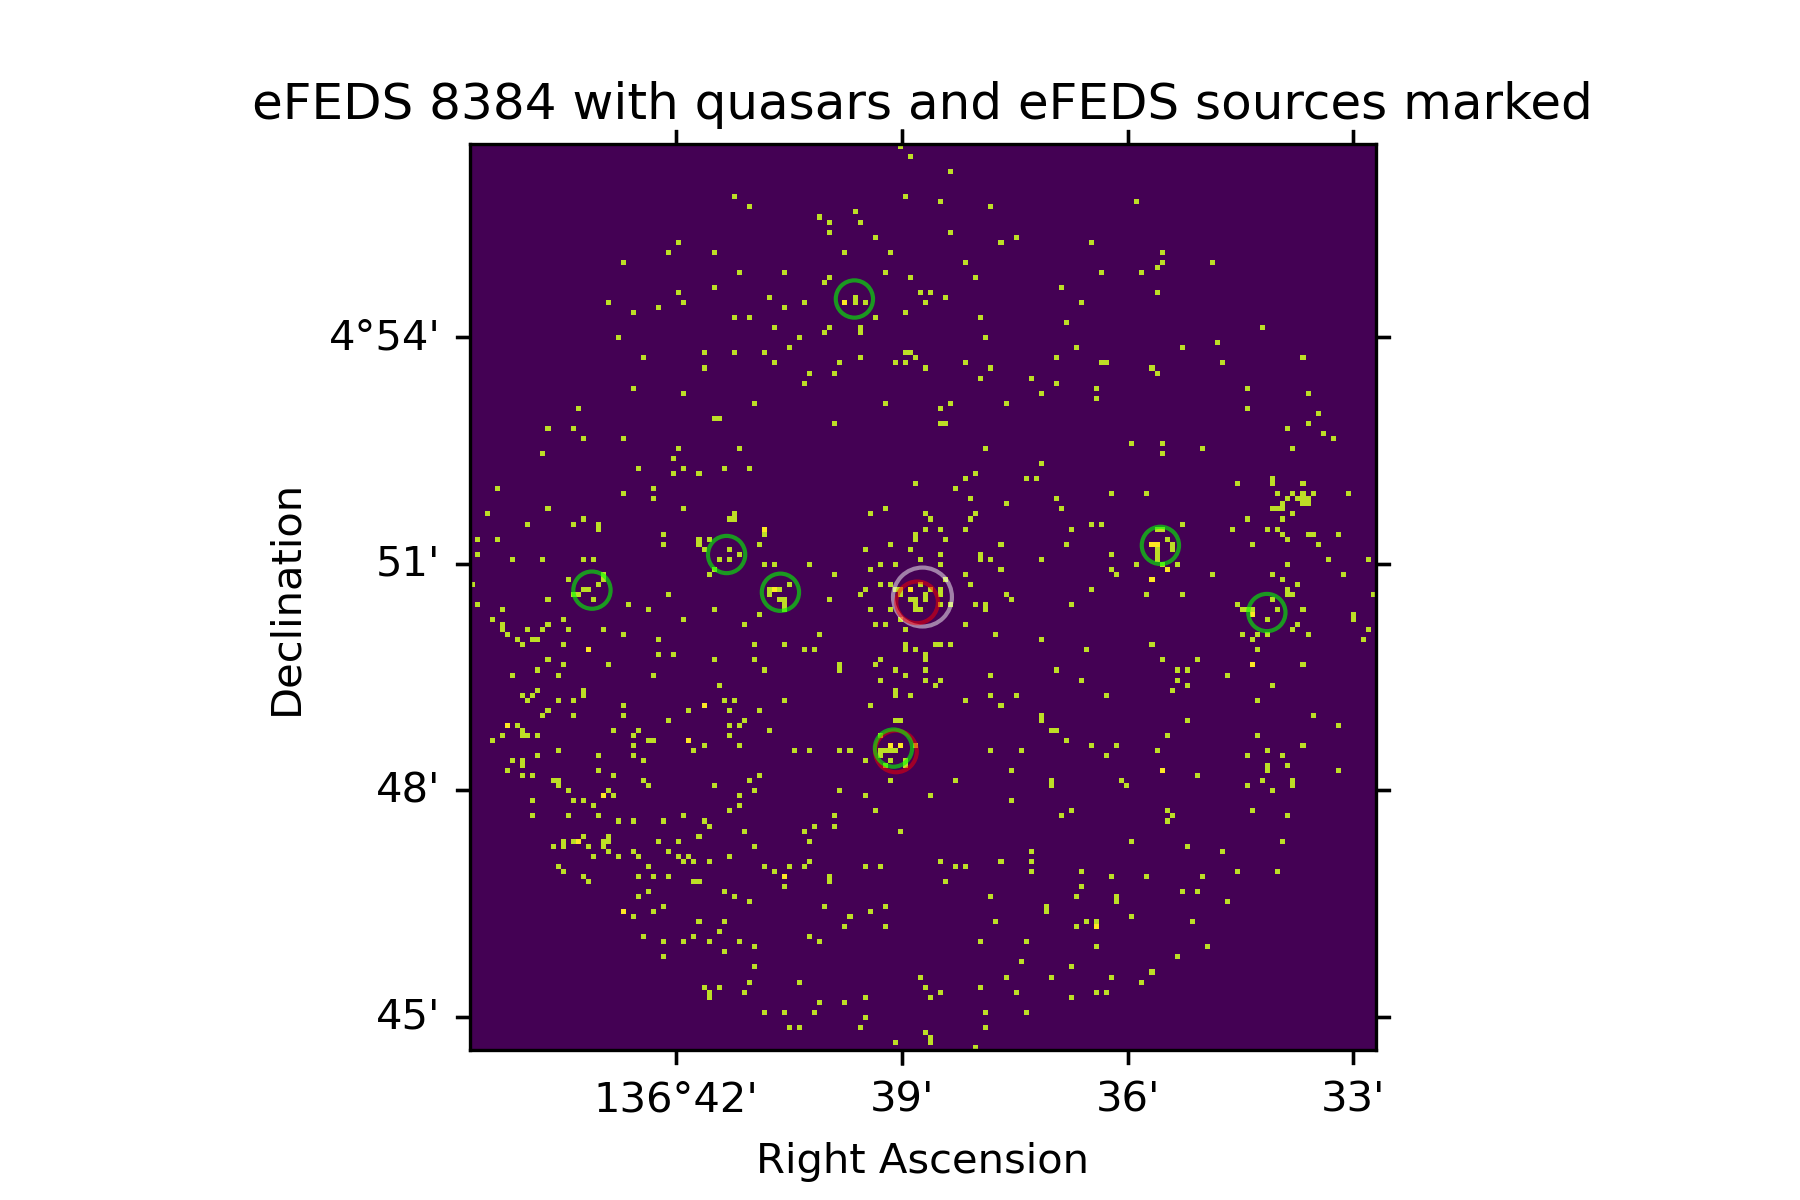 eFEDS 8384 with quasars and eFEDS sources marked
4°54'
51'
48'
45'
Declination
136°42'
39'
36'
33'
Right Ascension